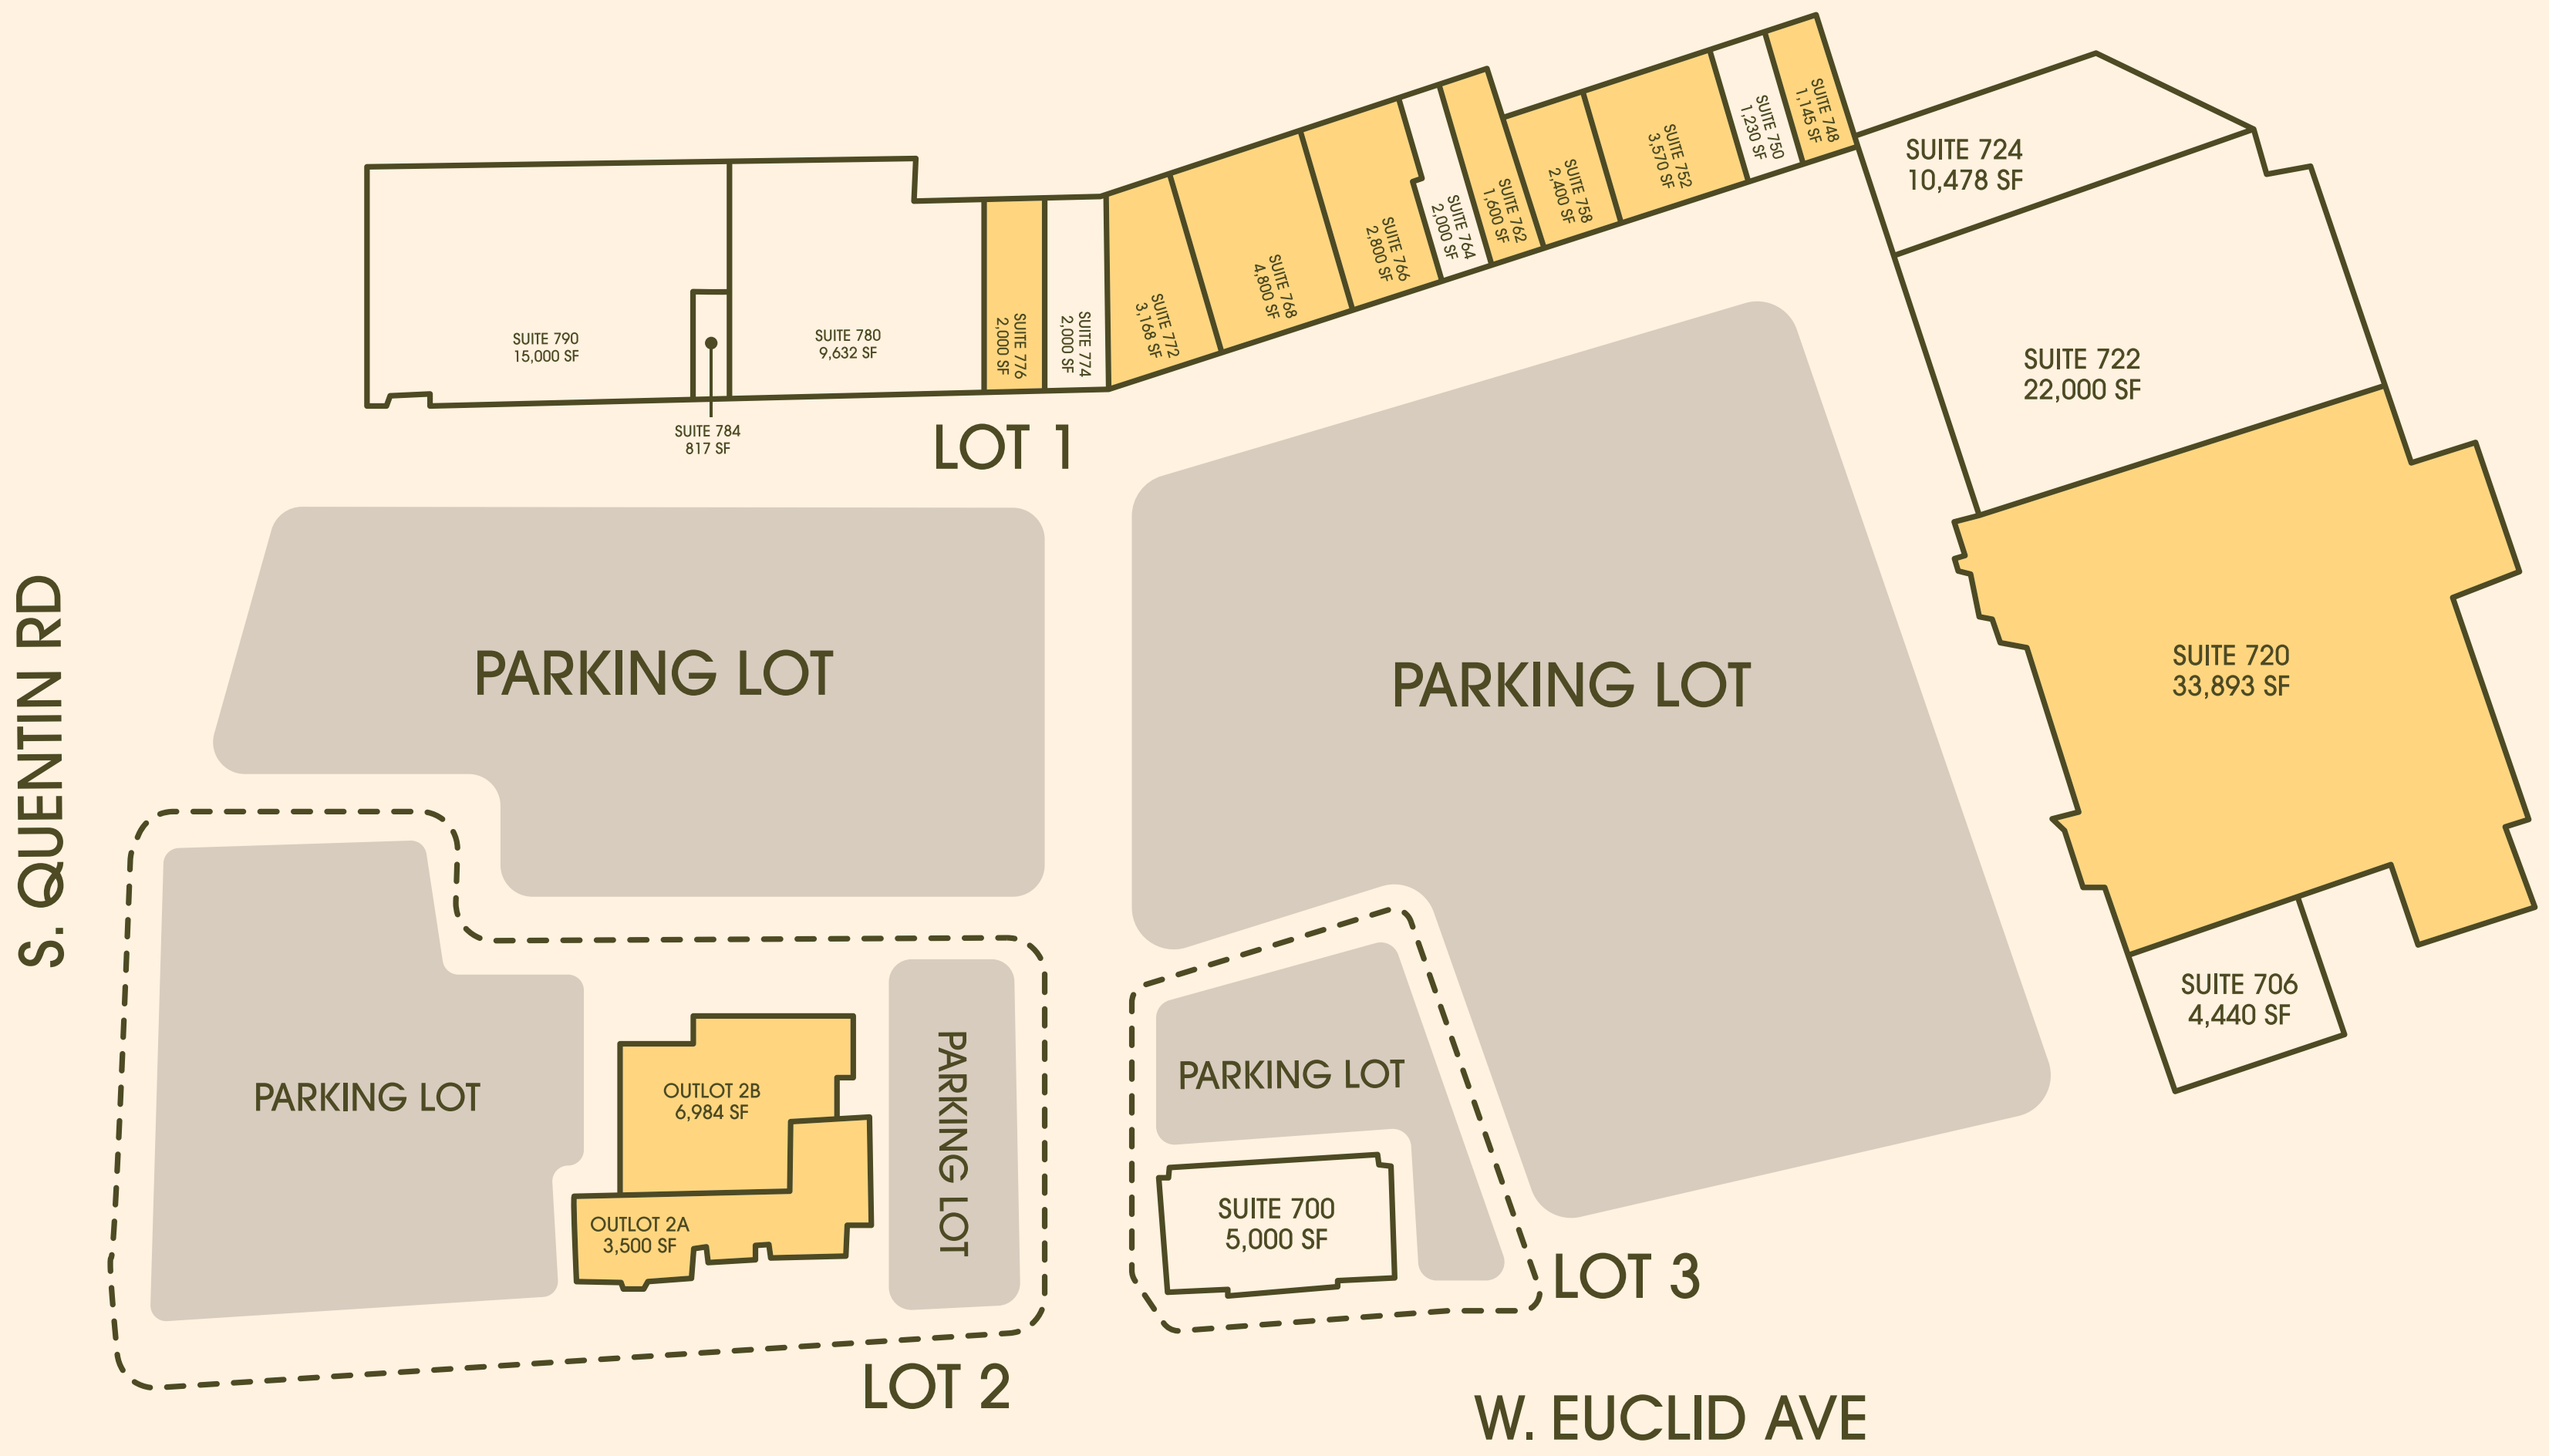 SUITE 790
15,000 SF
SUITE 784
817 SF
SUITE 780
9,632 SF
SUITE 776
2,000 SF
SUITE 774
2,000 SF
SUITE 772
3,168 SF
SUITE 768
4,800 SF
SUITE 766
2,800 SF
SUITE 764
2,000 SF
SUITE 762
1,600 SF
SUITE 758
2,400 SF
SUITE 752
3,570 SF
SUITE 750
1,230 SF
SUITE 748
1,145 SF
SUITE 724
10,478 SF
SUITE 722
22,000 SF
SUITE 720
33,893 SF
SUITE 706
4,440 SF
LOT 1
PARKING LOT
PARKING LOT
S. QUENTIN RD
PARKING LOT
OUTLOT 2B
6,984 SF
OUTLOT 2A
3,500 SF
PARKING LOT
PARKING LOT
SUITE 700
5,000 SF
LOT 3
LOT 2
W. EUCLID AVE